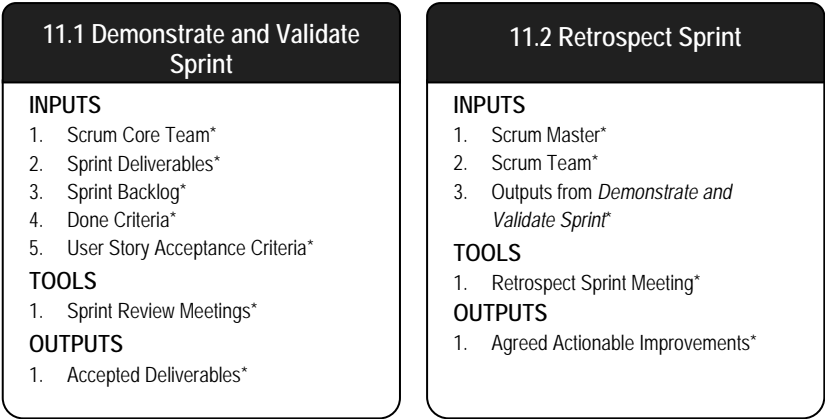 11.1 Demonstrate and Validate
Sprint
INPUTS
1. Scrum Core Team*
2. Sprint Deliverables*
3. Sprint Backlog*
4. Done Criteria*
5. User Story Acceptance Criteria*
TOOLS
1. Sprint Review Meetings*
OUTPUTS
1. Accepted Deliverables*
11.2 Retrospect Sprint
INPUTS
1. Scrum Master*
2. Scrum Team*
3. Outputs from Demonstrate and
Validate Sprint*
TOOLS
1. Retrospect Sprint Meeting*
OUTPUTS
1. Agreed Actionable Improvements*